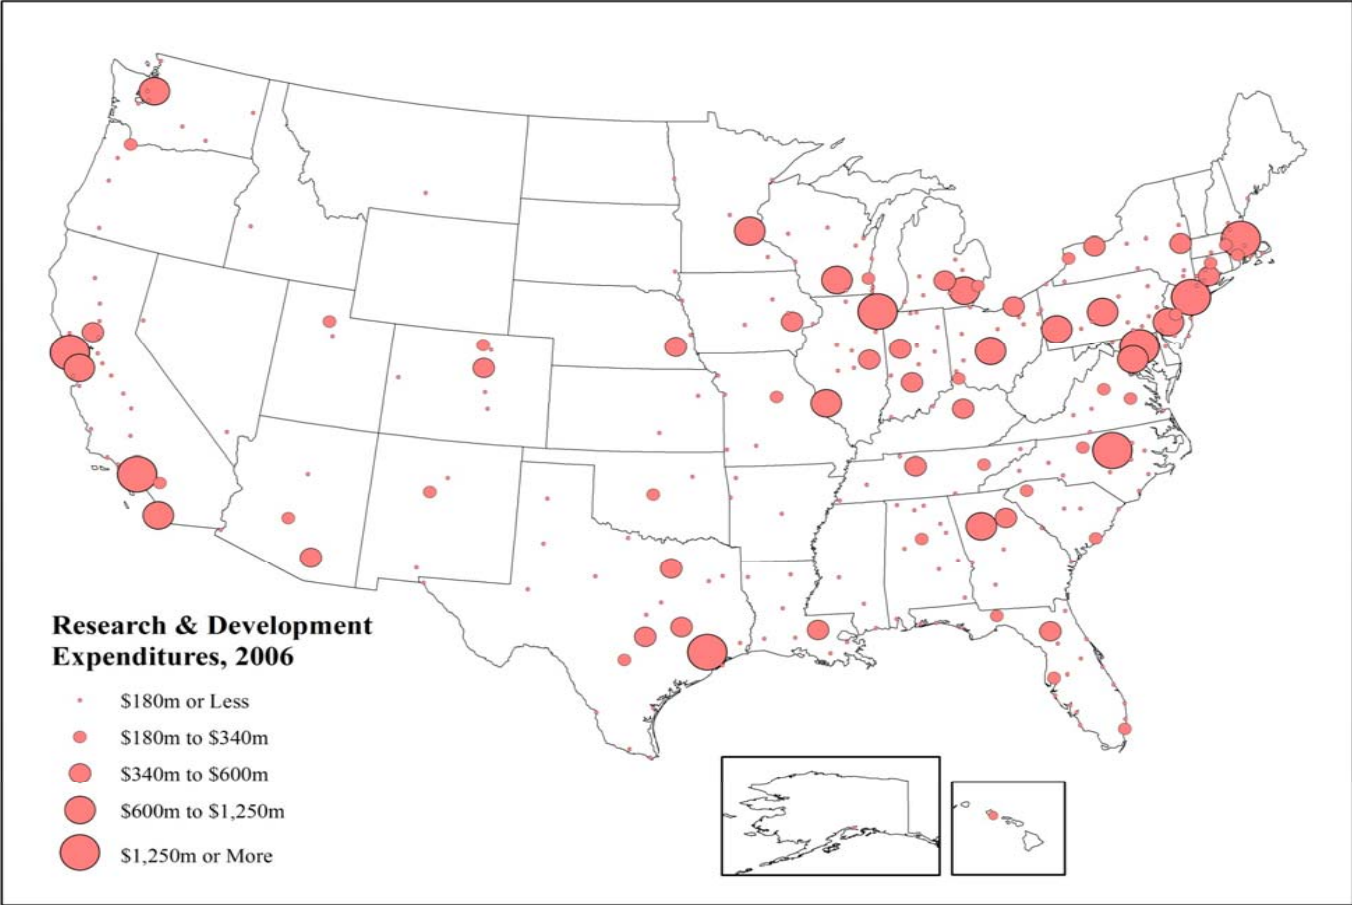 Research & Development
Expenditures, 2006
$180m or Less
$180m to $340m
$340m to $600m
$600m to $1,250m
$1,250m or More